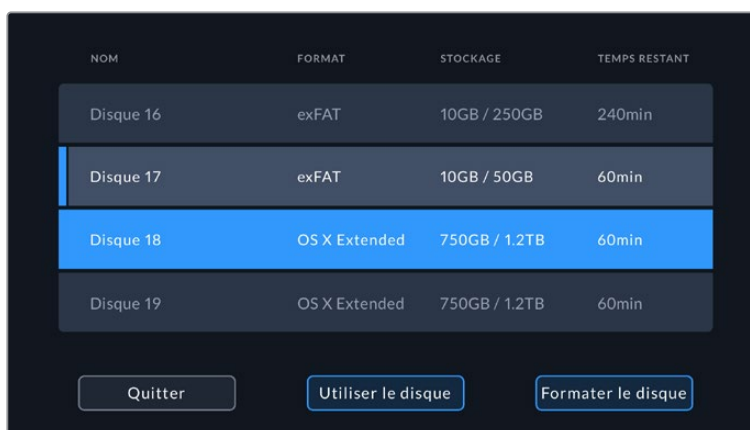 NOM FORMAT STOCKAGE TEMPS RESTANT
Disque 16 exFAT 10GB / 250GB 240min
Disque 17 exFAT 10GB / 50GB 60min
Disque 18 OS X Extended 750GB / 1.2TB 60min
Disque 19 OS X Extended 750GB / 1.2TB 60min
Quitter Utiliser le disque Formater le disque